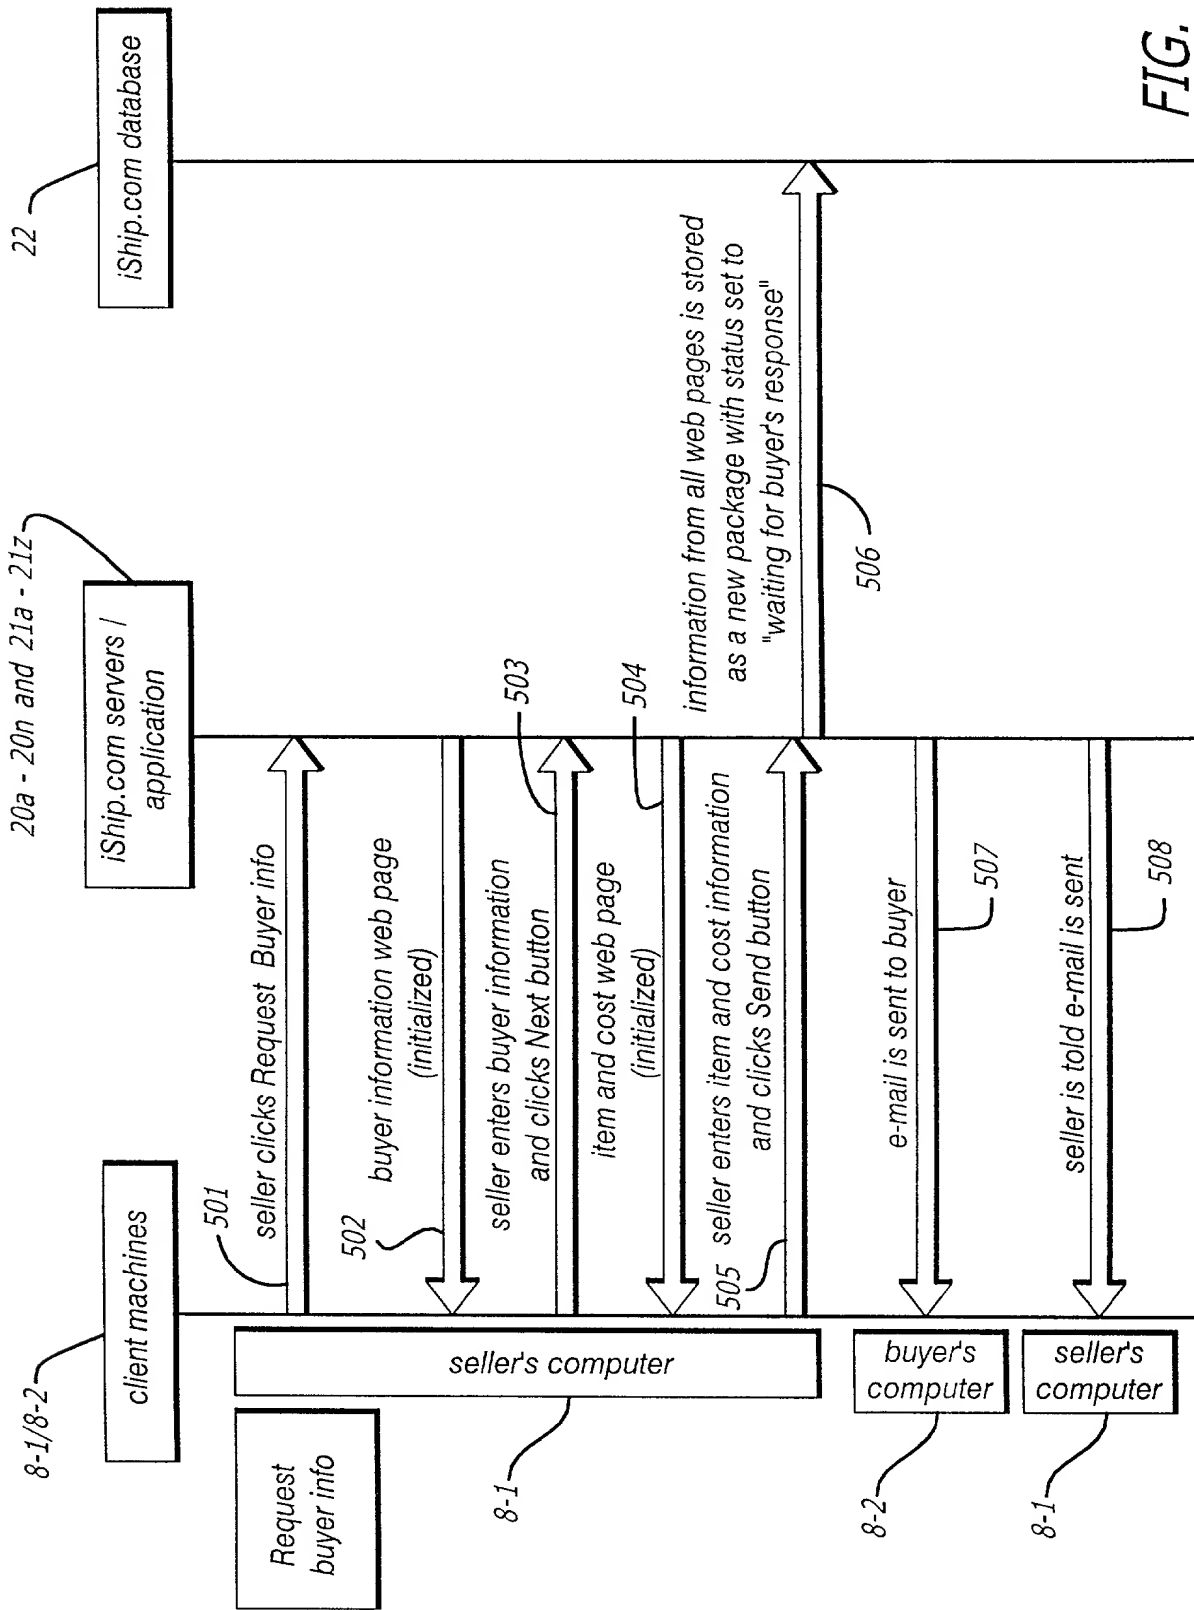 8-1/8-2
client machines
20a - 20n and 21a - 21z
iShip.com servers /
application
22
iShip.com database
Request
buyer info
seller's computer
8-1
501
seller clicks Request Buyer info
502
buyer information web page
(initialized)
seller enters buyer information
and clicks Next button
503
item and cost web page
(initialized)
504
505
seller enters item and cost information
and clicks Send button
information from all web pages is stored
as a new package with status set to
"waiting for buyer's response"
506
buyer's
computer
8-2
e-mail is sent to buyer
507
seller's
computer
8-1
seller is told e-mail is sent
508
FIG.